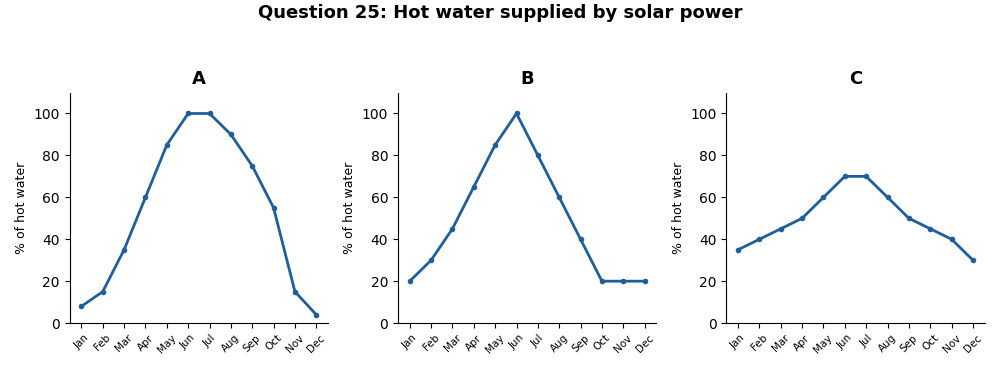 Question 25: Hot water supplied by solar power
A
% of hot water
100
80
60
40
20
0
Jan Feb Mar Apr May Jun Jul Aug Sep Oct Nov Dec
B
% of hot water
100
80
60
40
20
0
Jan Feb Mar Apr May Jun Jul Aug Sep Oct Nov Dec
C
% of hot water
100
80
60
40
20
0
Jan Feb Mar Apr May Jun Jul Aug Sep Oct Nov Dec